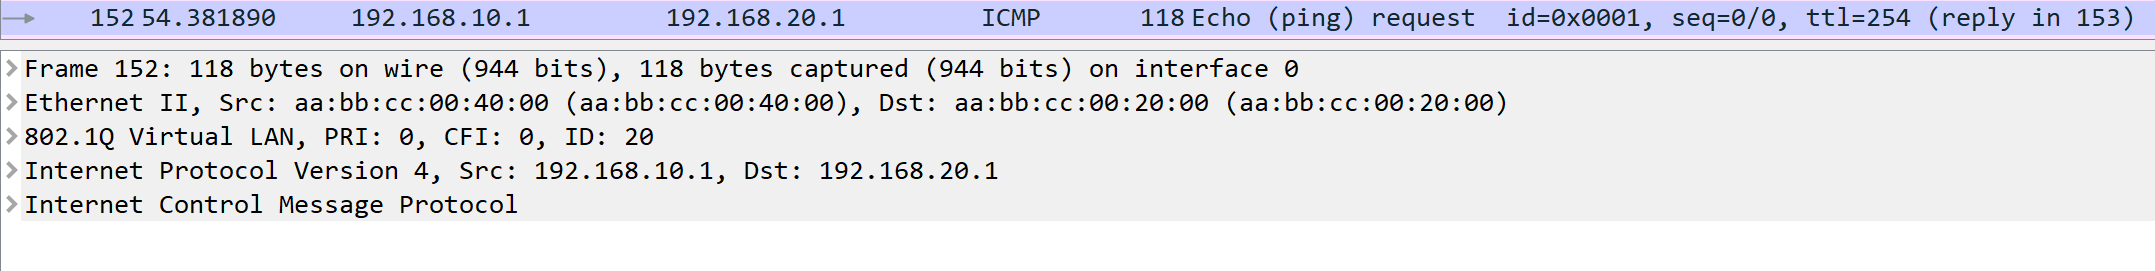 152 54.381890 192.168.10.1 192.168.20.1 ICMP 118 Echo (ping) request id=0x0001, seq=0/0, ttl=254 (reply in 153)
Frame 152: 118 bytes on wire (944 bits), 118 bytes captured (944 bits) on interface 0
Ethernet II, Src: aa:bb:cc:00:40:00 (aa:bb:cc:00:40:00), Dst: aa:bb:cc:00:20:00 (aa:bb:cc:00:20:00)
802.1Q Virtual LAN, PRI: 0, CFI: 0, ID: 20
Internet Protocol Version 4, Src: 192.168.10.1, Dst: 192.168.20.1
Internet Control Message Protocol